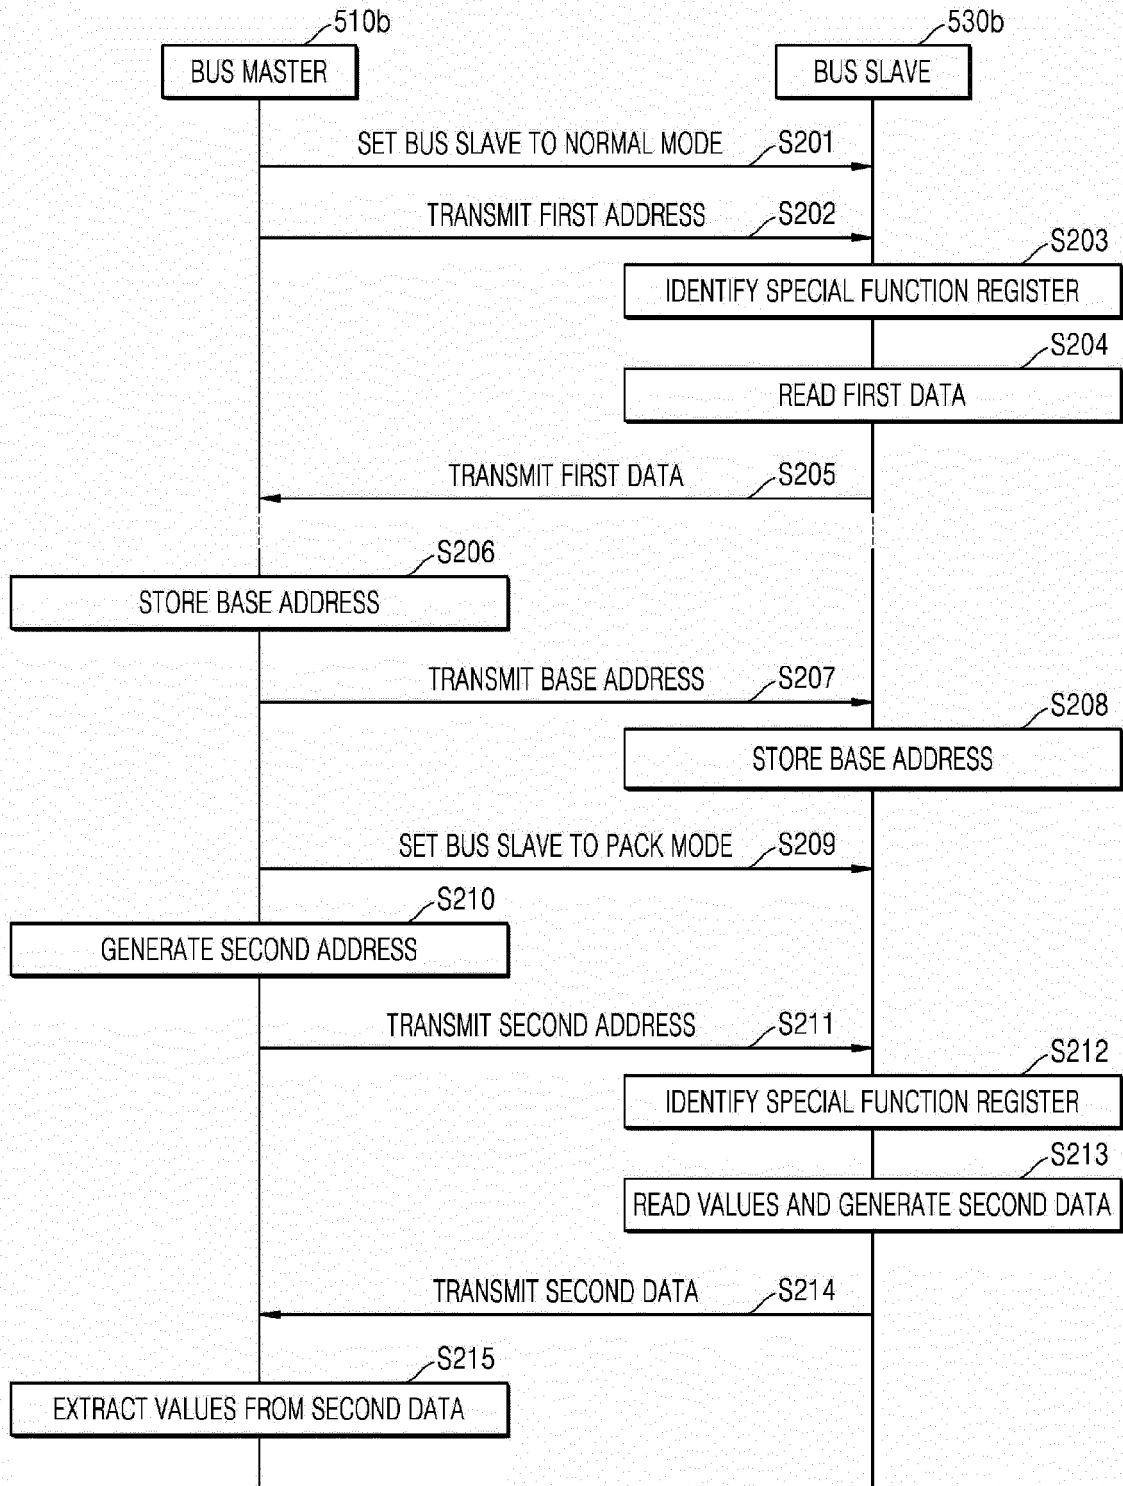 510b
530b
BUS MASTER
BUS SLAVE
SET BUS SLAVE TO NORMAL MODE
S201
TRANSMIT FIRST ADDRESS
S202
S203
IDENTIFY SPECIAL FUNCTION REGISTER
S204
READ FIRST DATA
TRANSMIT FIRST DATA
S205
S206
STORE BASE ADDRESS
TRANSMIT BASE ADDRESS
S207
S208
STORE BASE ADDRESS
SET BUS SLAVE TO PACK MODE
S209
S210
GENERATE SECOND ADDRESS
TRANSMIT SECOND ADDRESS
S211
S212
IDENTIFY SPECIAL FUNCTION REGISTER
S213
READ VALUES AND GENERATE SECOND DATA
TRANSMIT SECOND DATA
S214
S215
EXTRACT VALUES FROM SECOND DATA